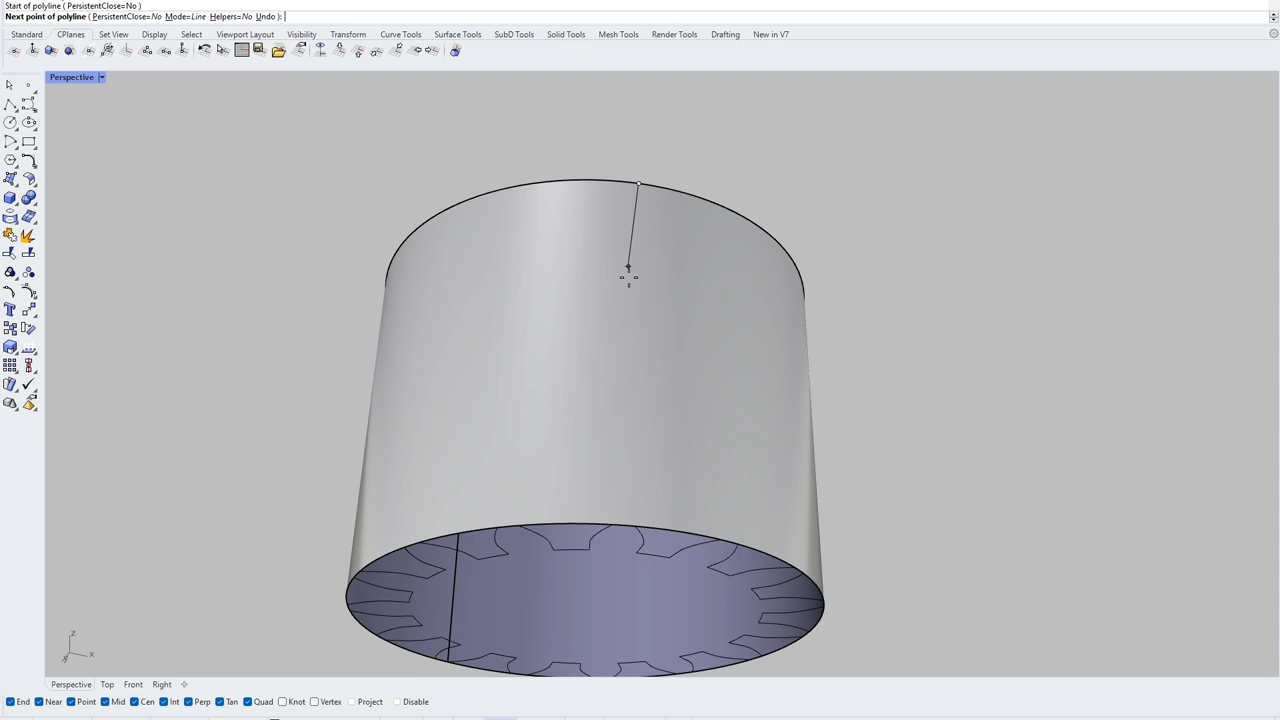 Start of polyline ( PersistentClose=No )
Next point of polyline ( PersistentClose=No Mode=Line Helpers=No Undo ):
Standard CPlanes Set View Display Select Viewport Layout Visibility Transform Curve Tools Surface Tools SubD Tools Solid Tools Mesh Tools Render Tools Drafting New in V7
Perspective
z
x
Perspective Top Front Right
End Near Point Mid Cen Int Perp Tan Quad Knot Vertex Project Disable